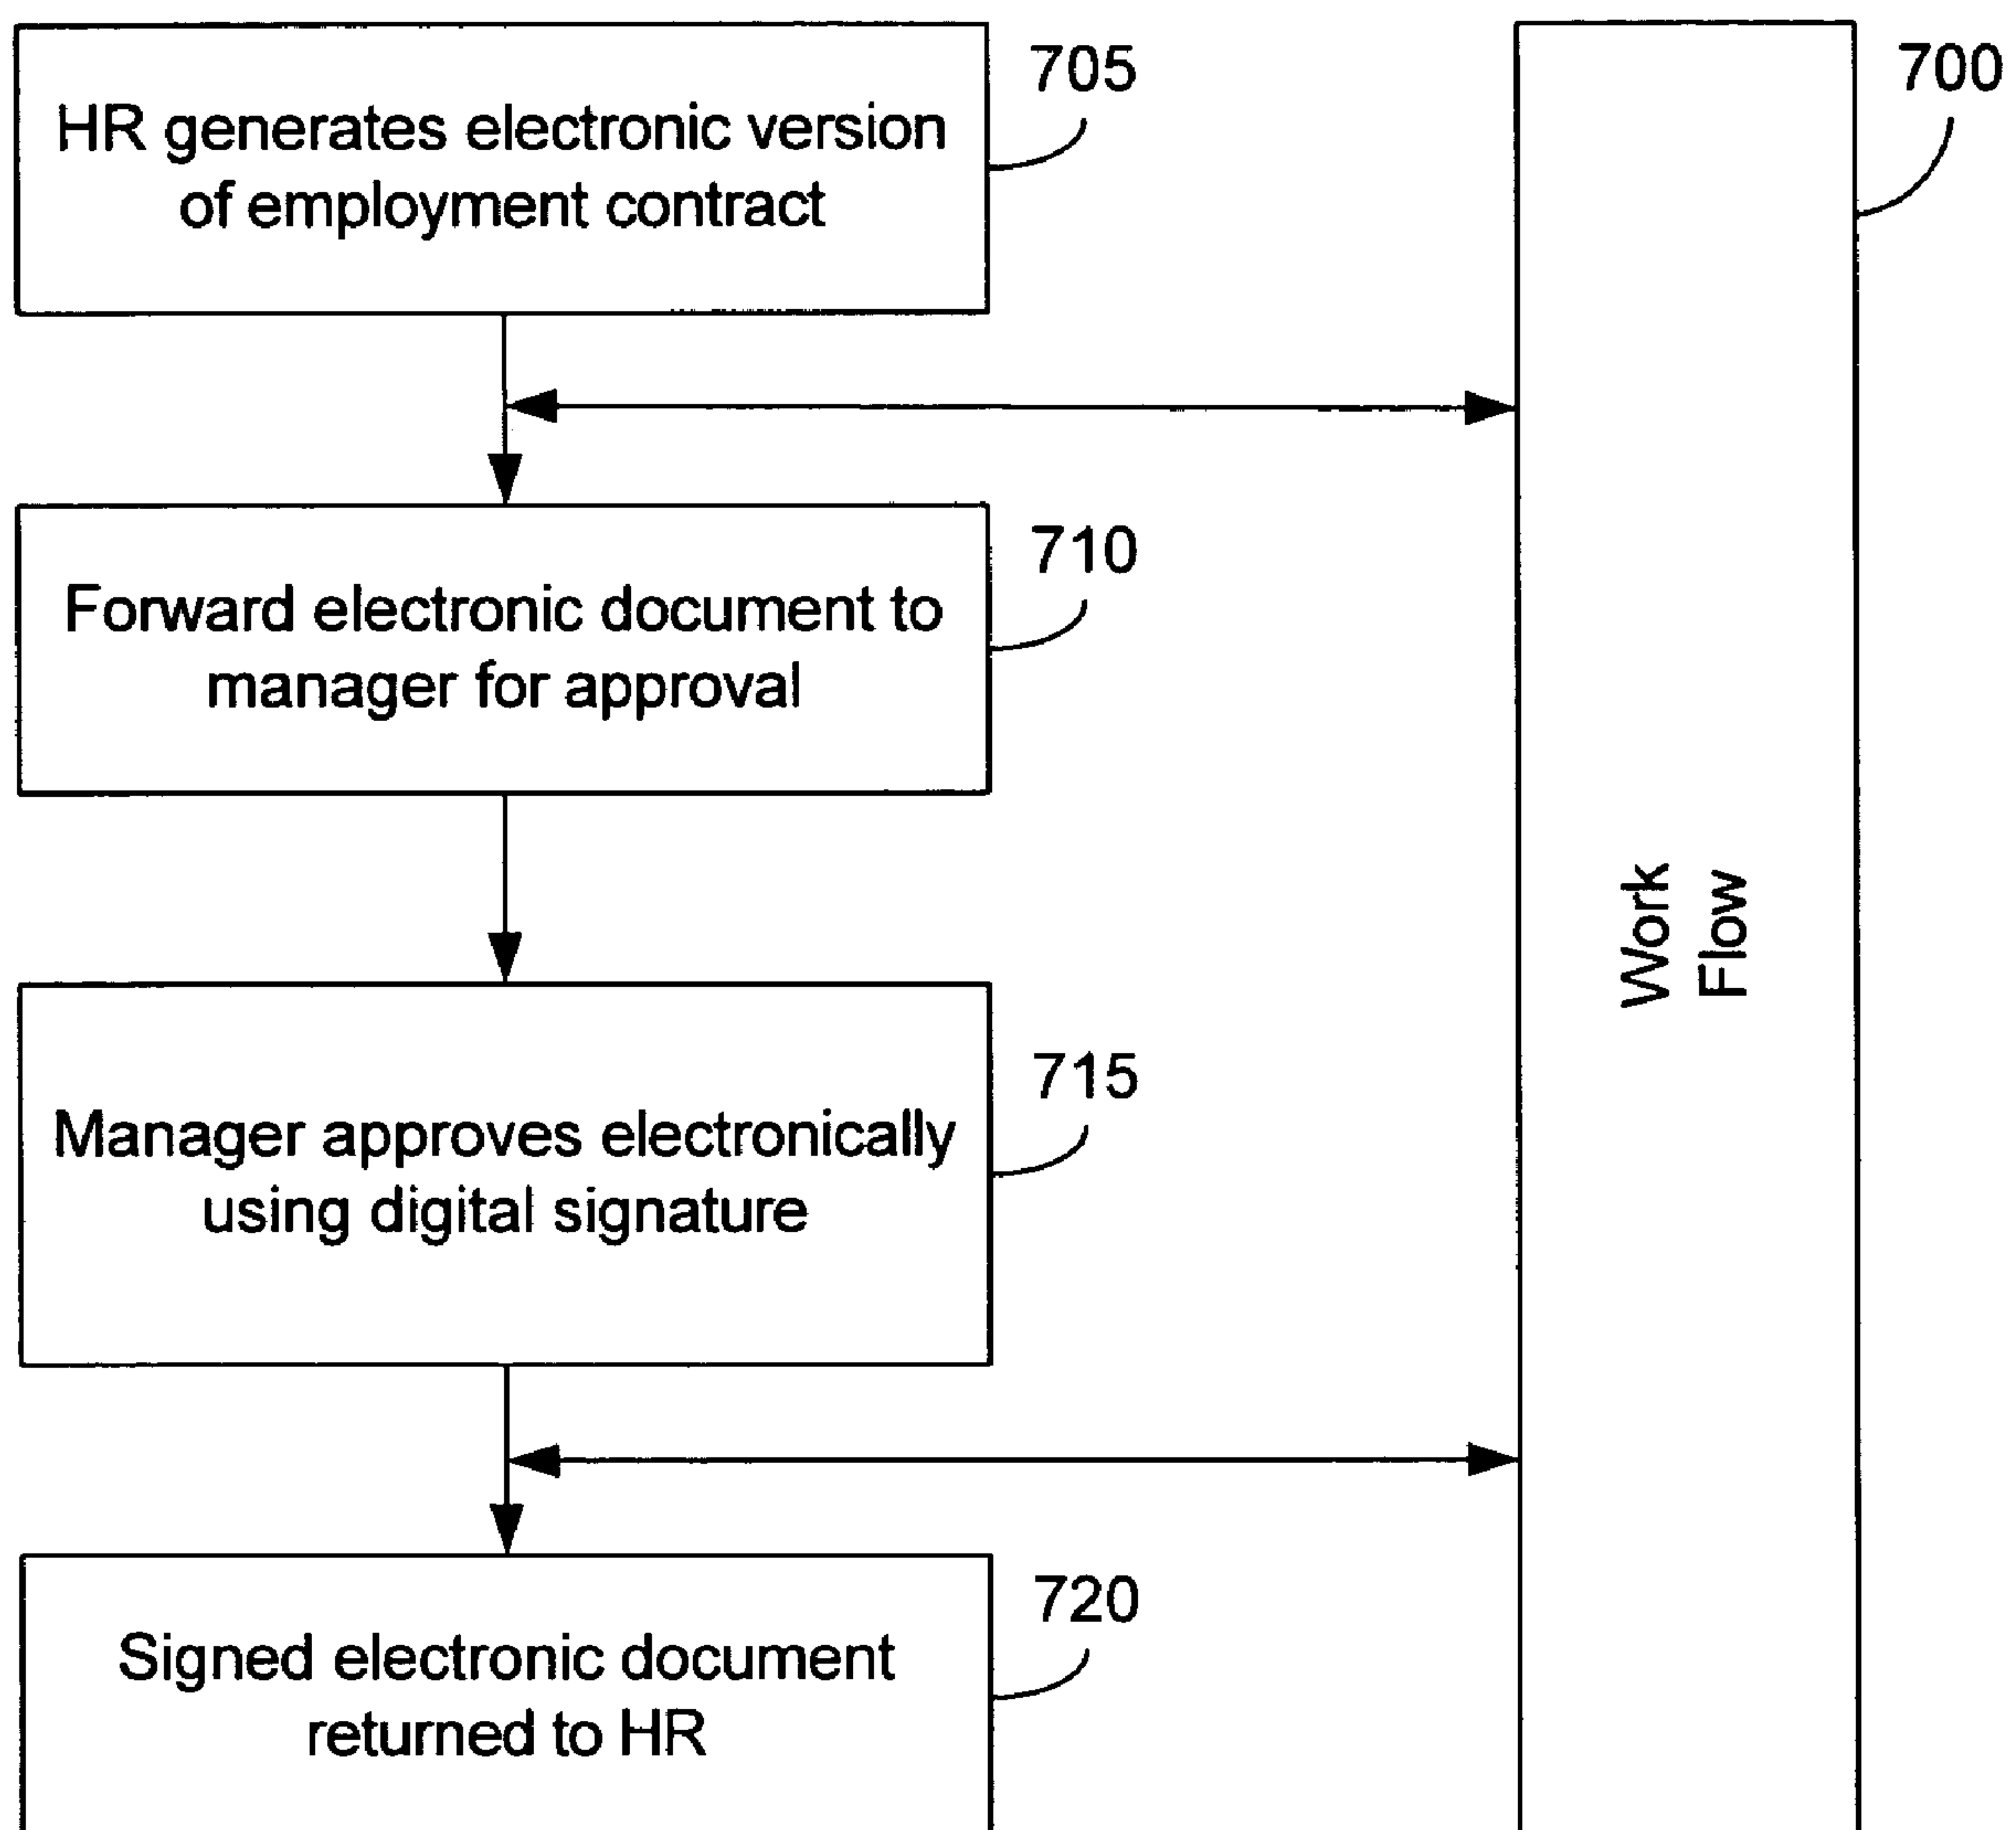 705
HR generates electronic version
of employment contract
700
710
Forward electronic document to
manager for approval
Work
Flow
715
Manager approves electronically
using digital signature
720
Signed electronic document
returned to HR